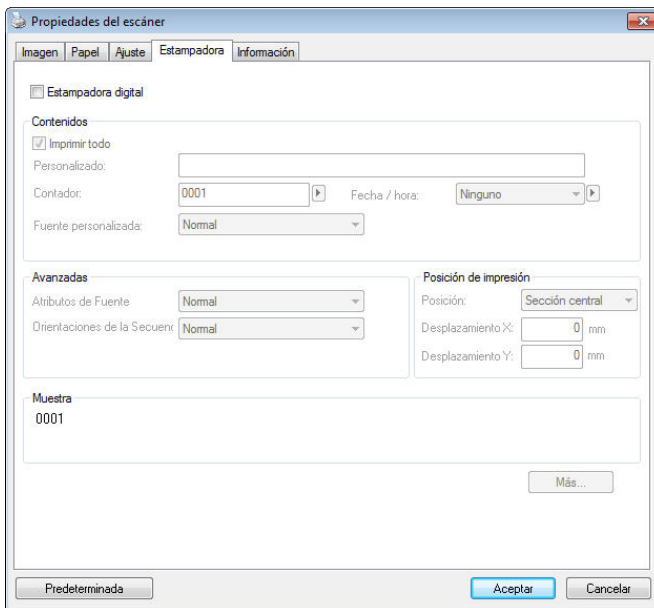 Propiedades del escáner
Imagen Papel Ajuste Estampadora Información
Estampadora digital
Contenidos
Imprimir todo
Personalizado:
Contador: 0001 Fecha / hora: Ninguno
Fuente personalizada: Normal
Avanzadas Posición de impresión
Atributos de Fuente Normal Posición: Sección central
Orientaciones de la Secuenc Normal Desplazamiento X: 0 mm
Desplazamiento Y: 0 mm
Muestra
0001
Más...
Predeterminada Aceptar Cancelar